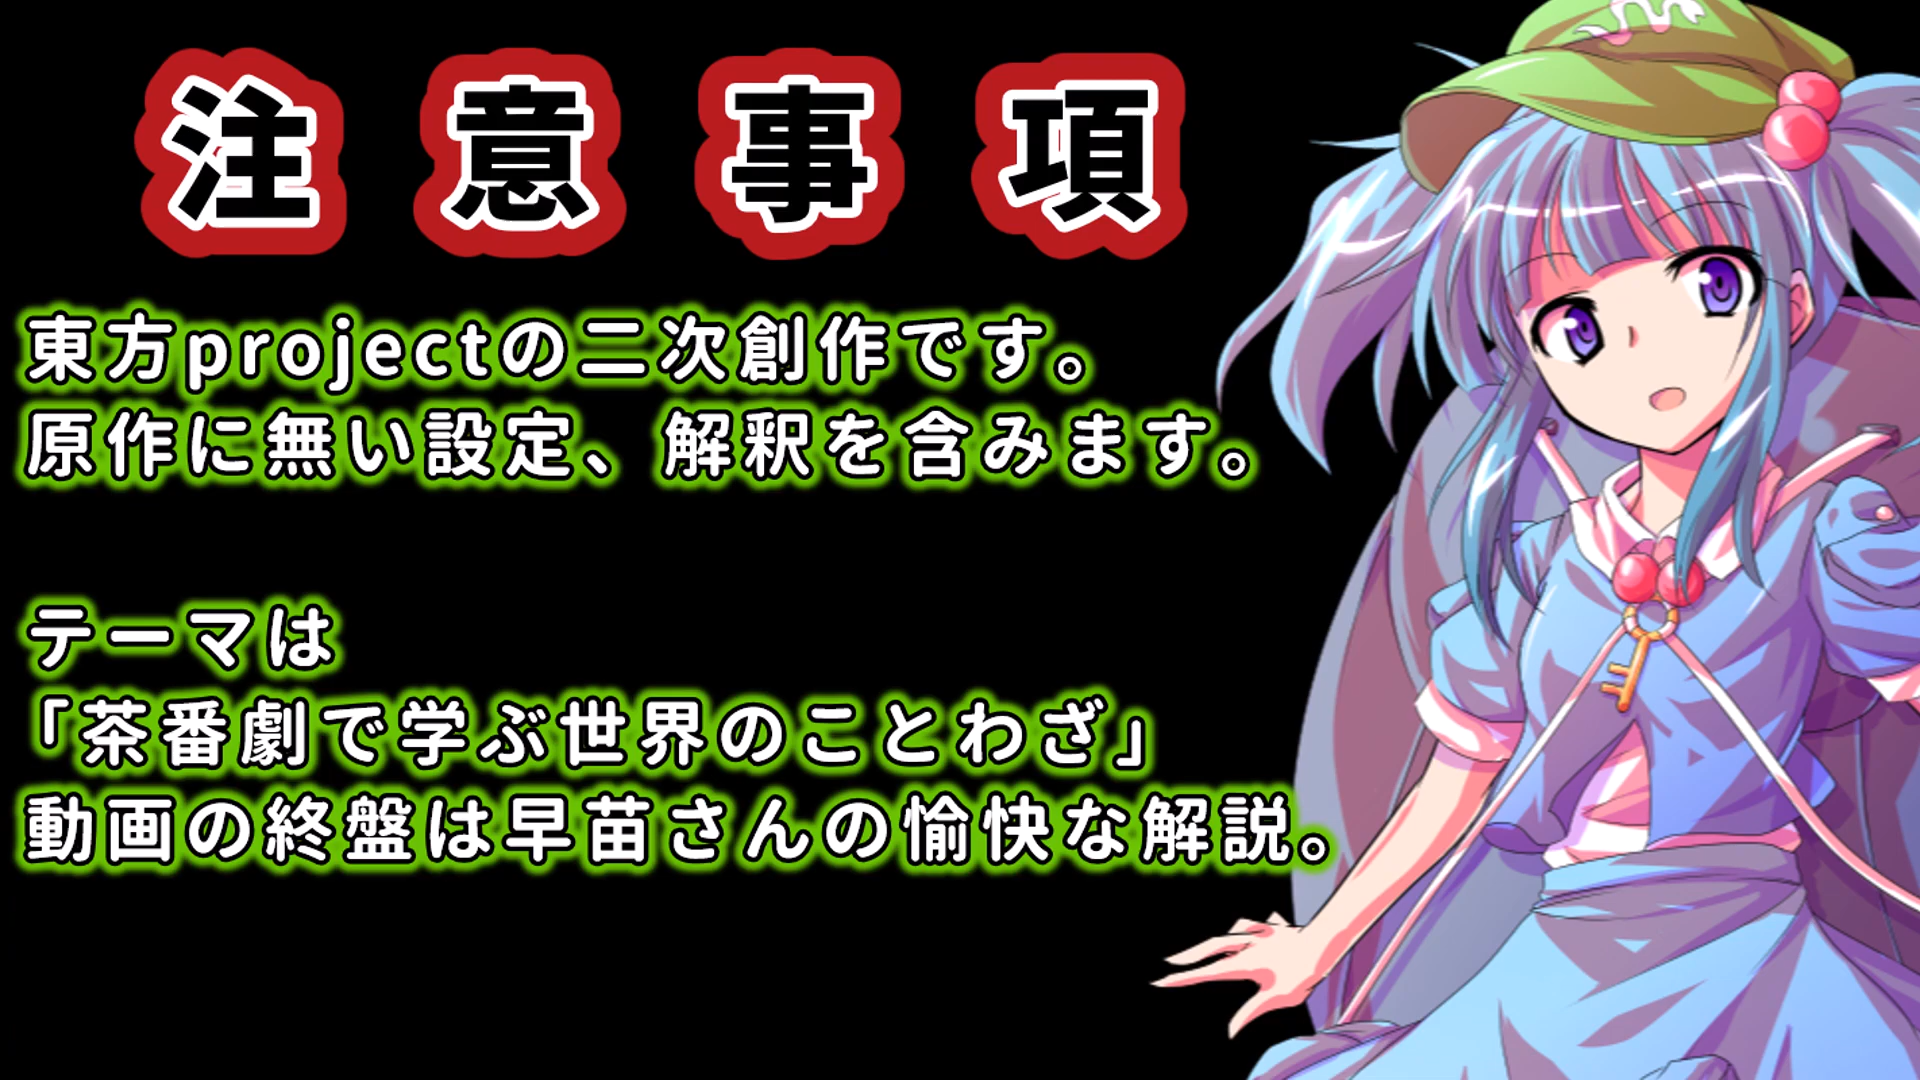 注意事項
東方projectの二次創作です。
原作に無い設定、解釈を含みます。
テーマは
「茶番劇で学ぶ世界のことわざ」
動画の終盤は早苗さんの愉快な解説。